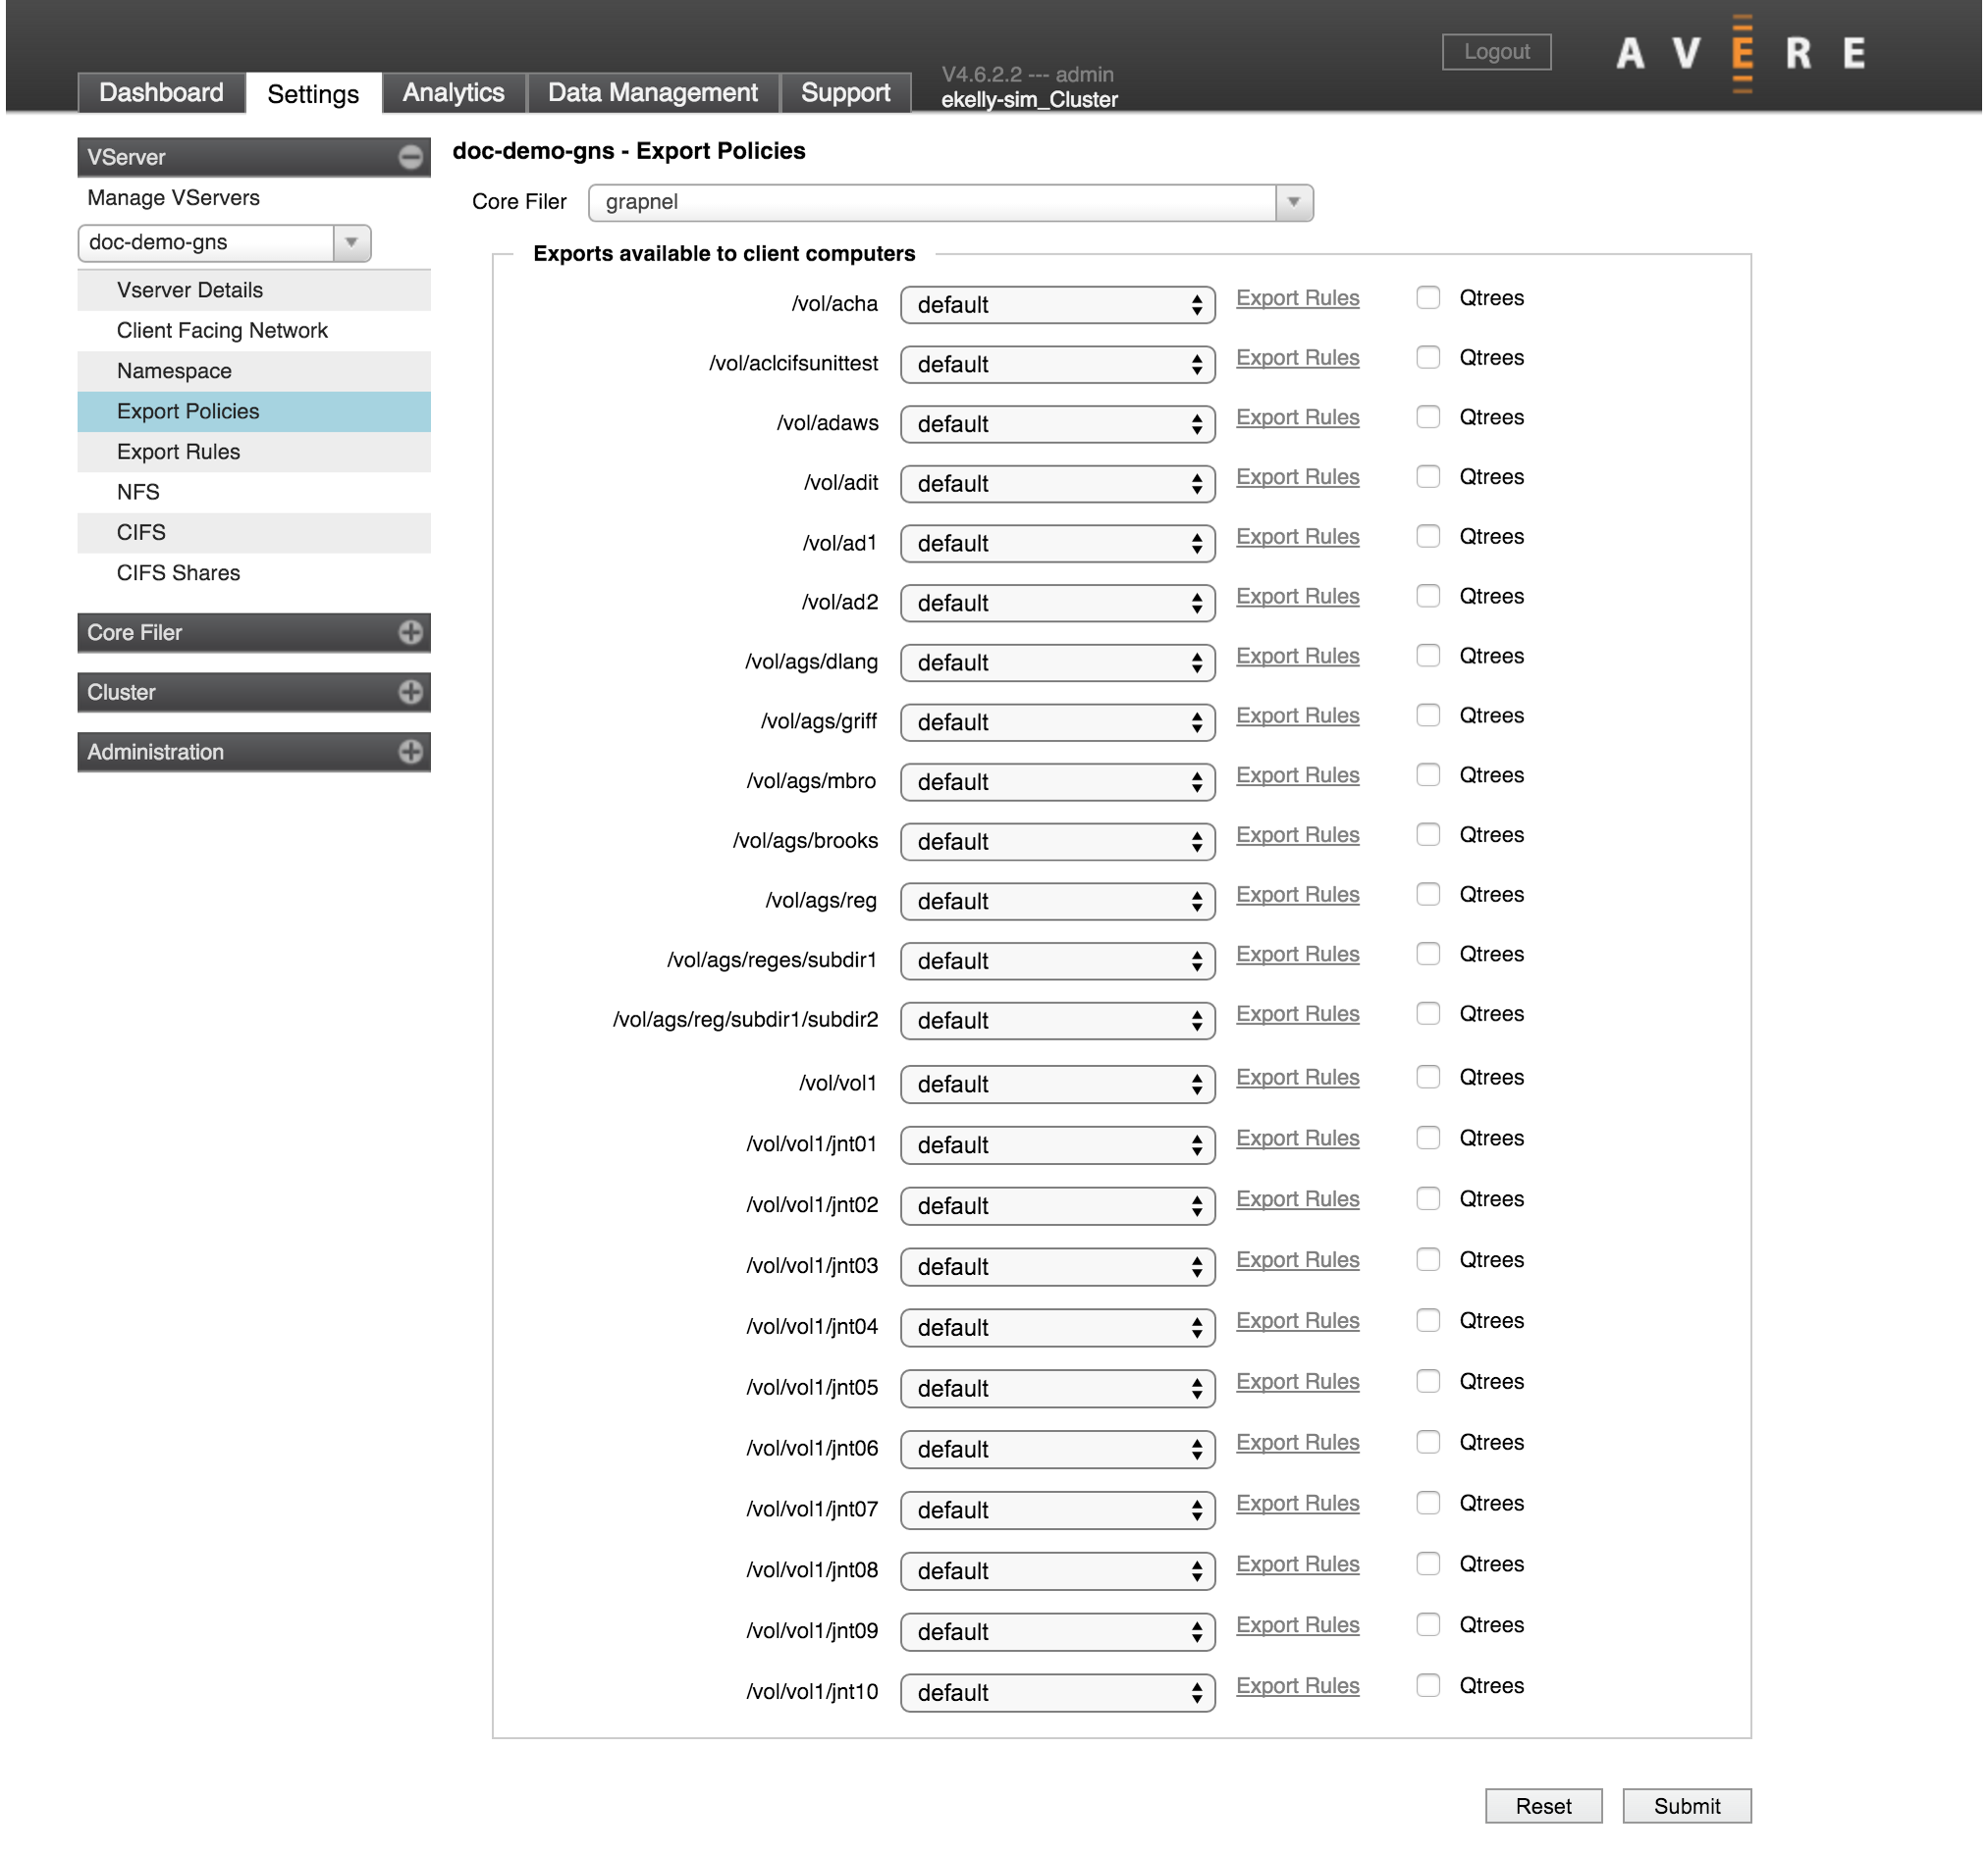 Logout
AVERE
V4.6.2.2 --- admin
Dashboard Settings Analytics Data Management Support ekelly-sim_Cluster
VServer
Manage VServers
doc-demo-gns
Vserver Details
Client Facing Network
Namespace
Export Policies
Export Rules
NFS
CIFS
CIFS Shares
Core Filer
Cluster
Administration
doc-demo-gns - Export Policies
Core Filer grapnel
Exports available to client computers
/vol/acha default Export Rules Qtrees
/vol/aclcifsunittest default Export Rules Qtrees
/vol/adaws default Export Rules Qtrees
/vol/adit default Export Rules Qtrees
/vol/ad1 default Export Rules Qtrees
/vol/ad2 default Export Rules Qtrees
/vol/ags/dlang default Export Rules Qtrees
/vol/ags/griff default Export Rules Qtrees
/vol/ags/mbro default Export Rules Qtrees
/vol/ags/brooks default Export Rules Qtrees
/vol/ags/reg default Export Rules Qtrees
/vol/ags/reges/subdir1 default Export Rules Qtrees
/vol/ags/reg/subdir1/subdir2 default Export Rules Qtrees
/vol/vol1 default Export Rules Qtrees
/vol/vol1/jnt01 default Export Rules Qtrees
/vol/vol1/jnt02 default Export Rules Qtrees
/vol/vol1/jnt03 default Export Rules Qtrees
/vol/vol1/jnt04 default Export Rules Qtrees
/vol/vol1/jnt05 default Export Rules Qtrees
/vol/vol1/jnt06 default Export Rules Qtrees
/vol/vol1/jnt07 default Export Rules Qtrees
/vol/vol1/jnt08 default Export Rules Qtrees
/vol/vol1/jnt09 default Export Rules Qtrees
/vol/vol1/jnt10 default Export Rules Qtrees
Reset Submit